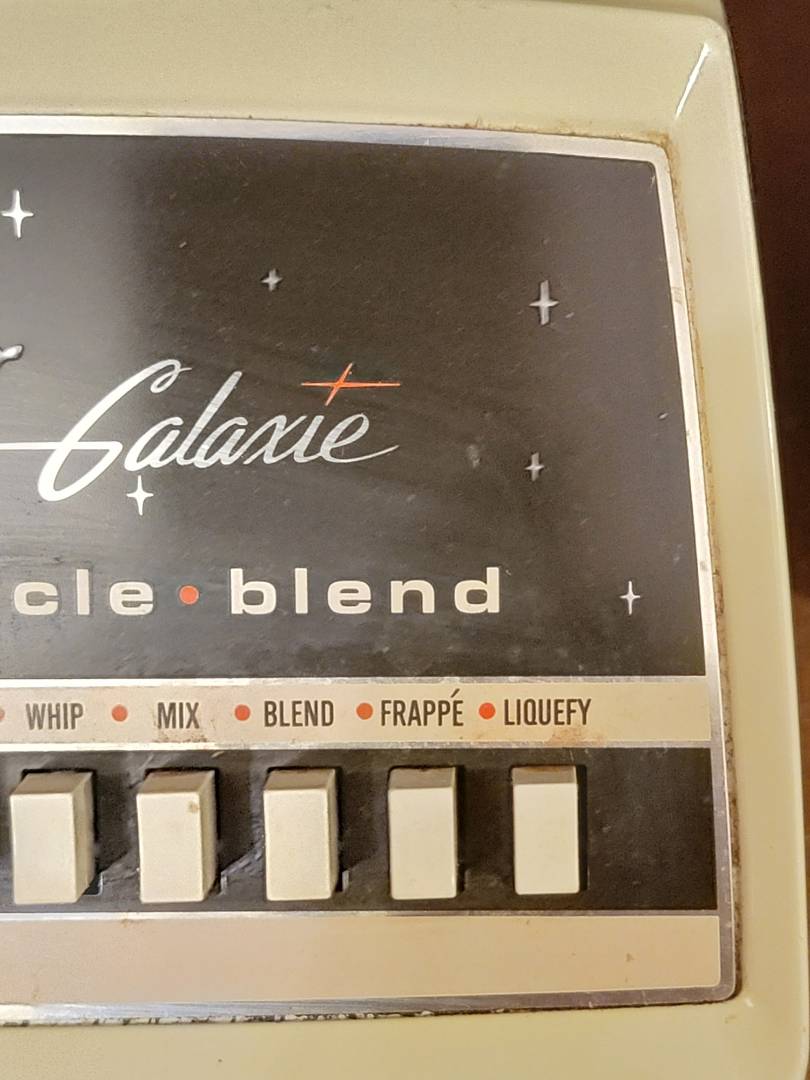 Galaxie
cle • blend
WHIP • MIX • BLEND • FRAPPÉ • LIQUEFY